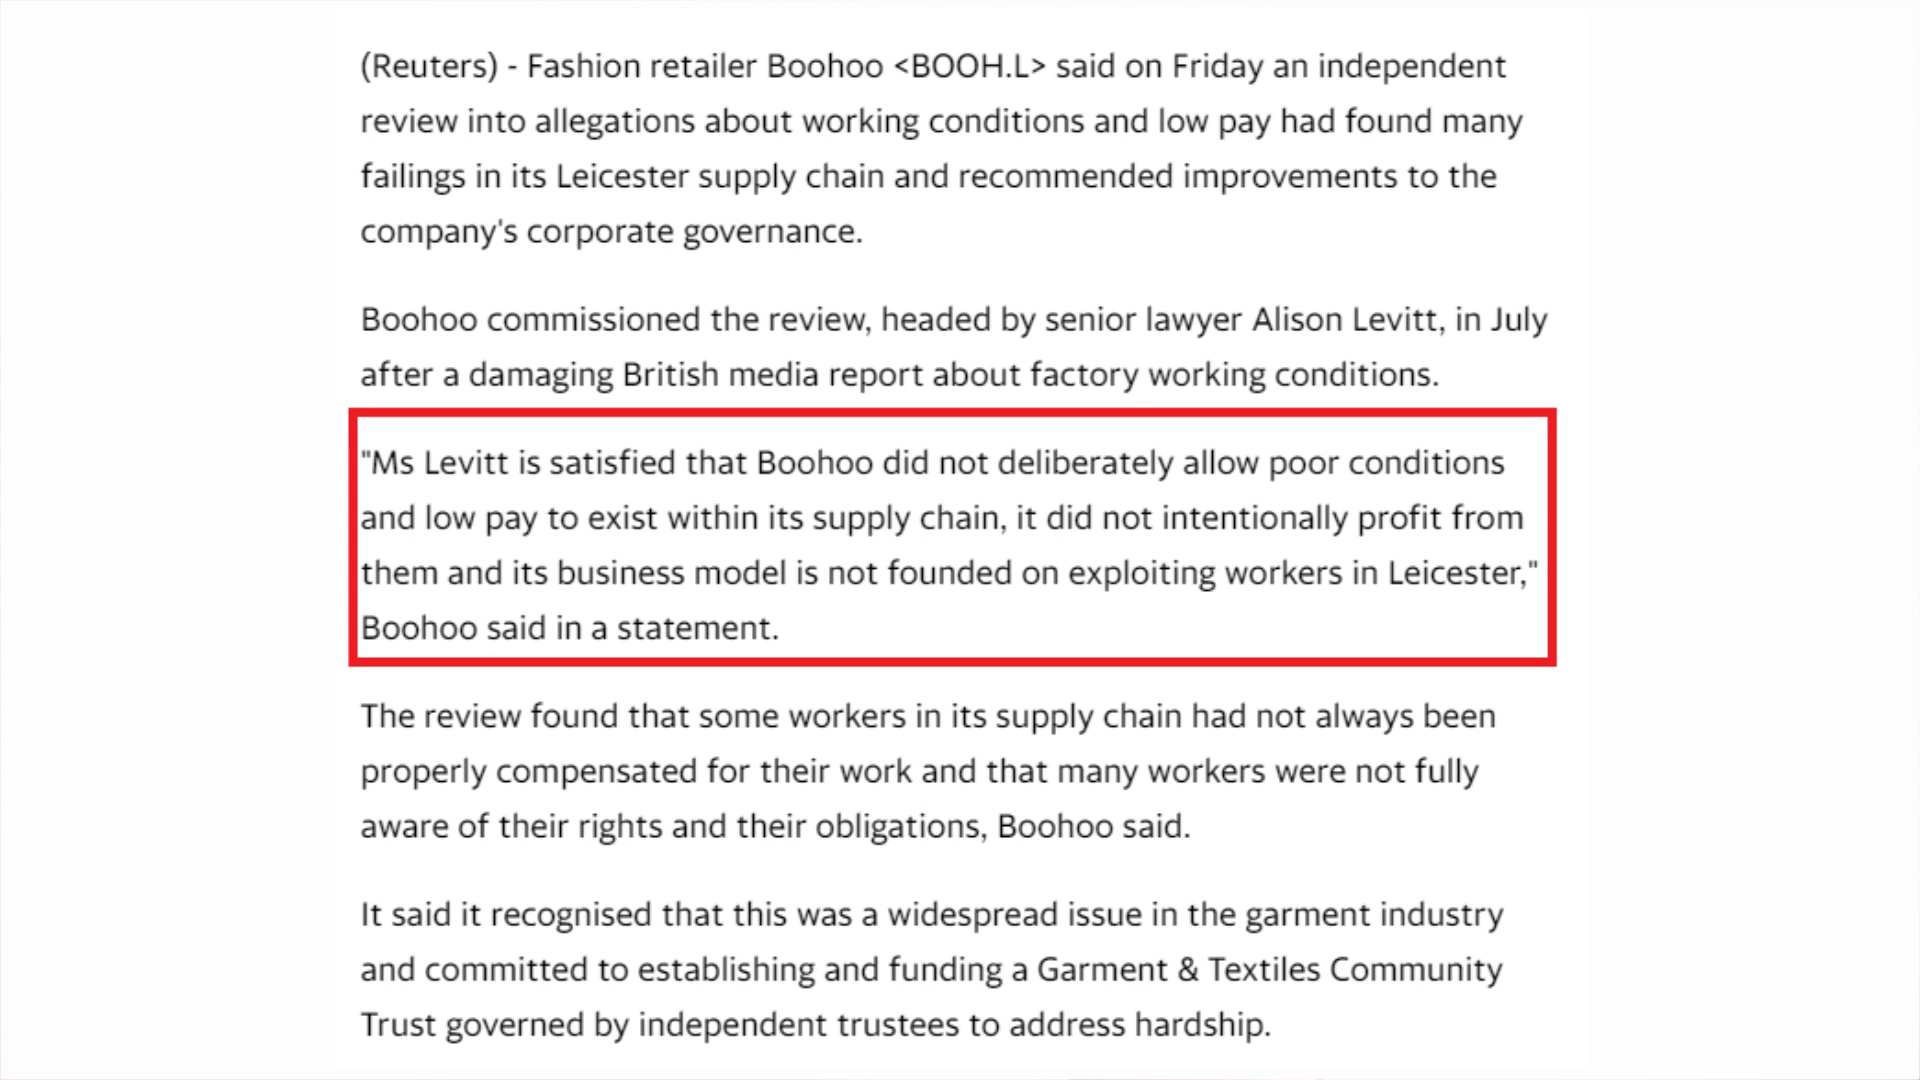 (Reuters) - Fashion retailer Boohoo <BOOH.L> said on Friday an independent
review into allegations about working conditions and low pay had found many
failings in its Leicester supply chain and recommended improvements to the
company's corporate governance.
Boohoo commissioned the review, headed by senior lawyer Alison Levitt, in July
after a damaging British media report about factory working conditions.
"Ms Levitt is satisfied that Boohoo did not deliberately allow poor conditions
and low pay to exist within its supply chain, it did not intentionally profit from
them and its business model is not founded on exploiting workers in Leicester,"
Boohoo said in a statement.
The review found that some workers in its supply chain had not always been
properly compensated for their work and that many workers were not fully
aware of their rights and their obligations, Boohoo said.
It said it recognised that this was a widespread issue in the garment industry
and committed to establishing and funding a Garment & Textiles Community
Trust governed by independent trustees to address hardship.